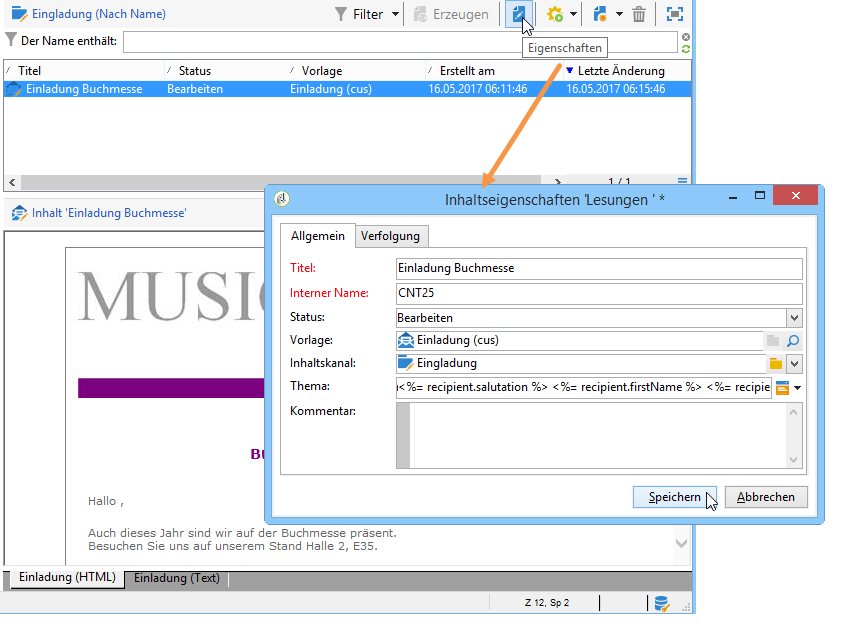 Eingladung (Nach Name)
Filter
Erzeugen
Der Name enthält:
Eigenschaften
Titel Status Vorlage Erstellt am Letzte Änderung
Einladung Buchmesse Bearbeiten Einladung (cus) 16.05.2017 06:11:46 16.05.2017 06:15:46
1 / 1
Inhalt 'Einladung Buchmesse'
MUSIC
BU
Hallo ,
Auch dieses Jahr sind wir auf der Buchmesse präsent.
Besuchen Sie uns auf unserem Stand Halle 2, E35.
Einladung (HTML) Einladung (Text)
Z 12, Sp 2
Inhaltseigenschaften 'Lesungen ' *
Allgemein Verfolgung
Titel: Einladung Buchmesse
Interner Name: CNT25
Status: Bearbeiten
Vorlage: Einladung (cus)
Inhaltskanal: Eingladung
Thema: <%= recipient.salutation %> <%= recipient.firstName %> <%= recipie
Kommentar:
Speichern Abbrechen